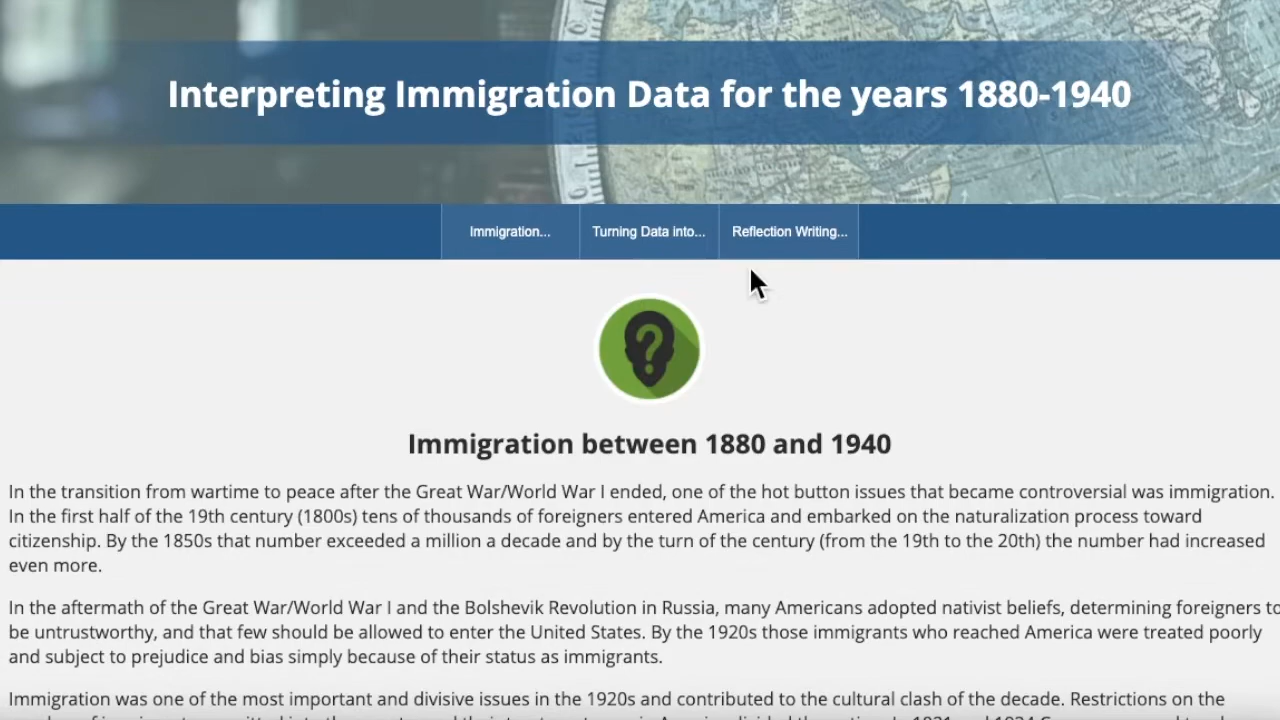 Interpreting Immigration Data for the years 1880-1940
Immigration...
Turning Data into...
Reflection Writing...
Immigration between 1880 and 1940
In the transition from wartime to peace after the Great War/World War I ended, one of the hot button issues that became controversial was immigration.
In the first half of the 19th century (1800s) tens of thousands of foreigners entered America and embarked on the naturalization process toward
citizenship. By the 1850s that number exceeded a million a decade and by the turn of the century (from the 19th to the 20th) the number had increased
even more.
In the aftermath of the Great War/World War I and the Bolshevik Revolution in Russia, many Americans adopted nativist beliefs, determining foreigners to
be untrustworthy, and that few should be allowed to enter the United States. By the 1920s those immigrants who reached America were treated poorly
and subject to prejudice and bias simply because of their status as immigrants.
Immigration was one of the most important and divisive issues in the 1920s and contributed to the cultural clash of the decade. Restrictions on the